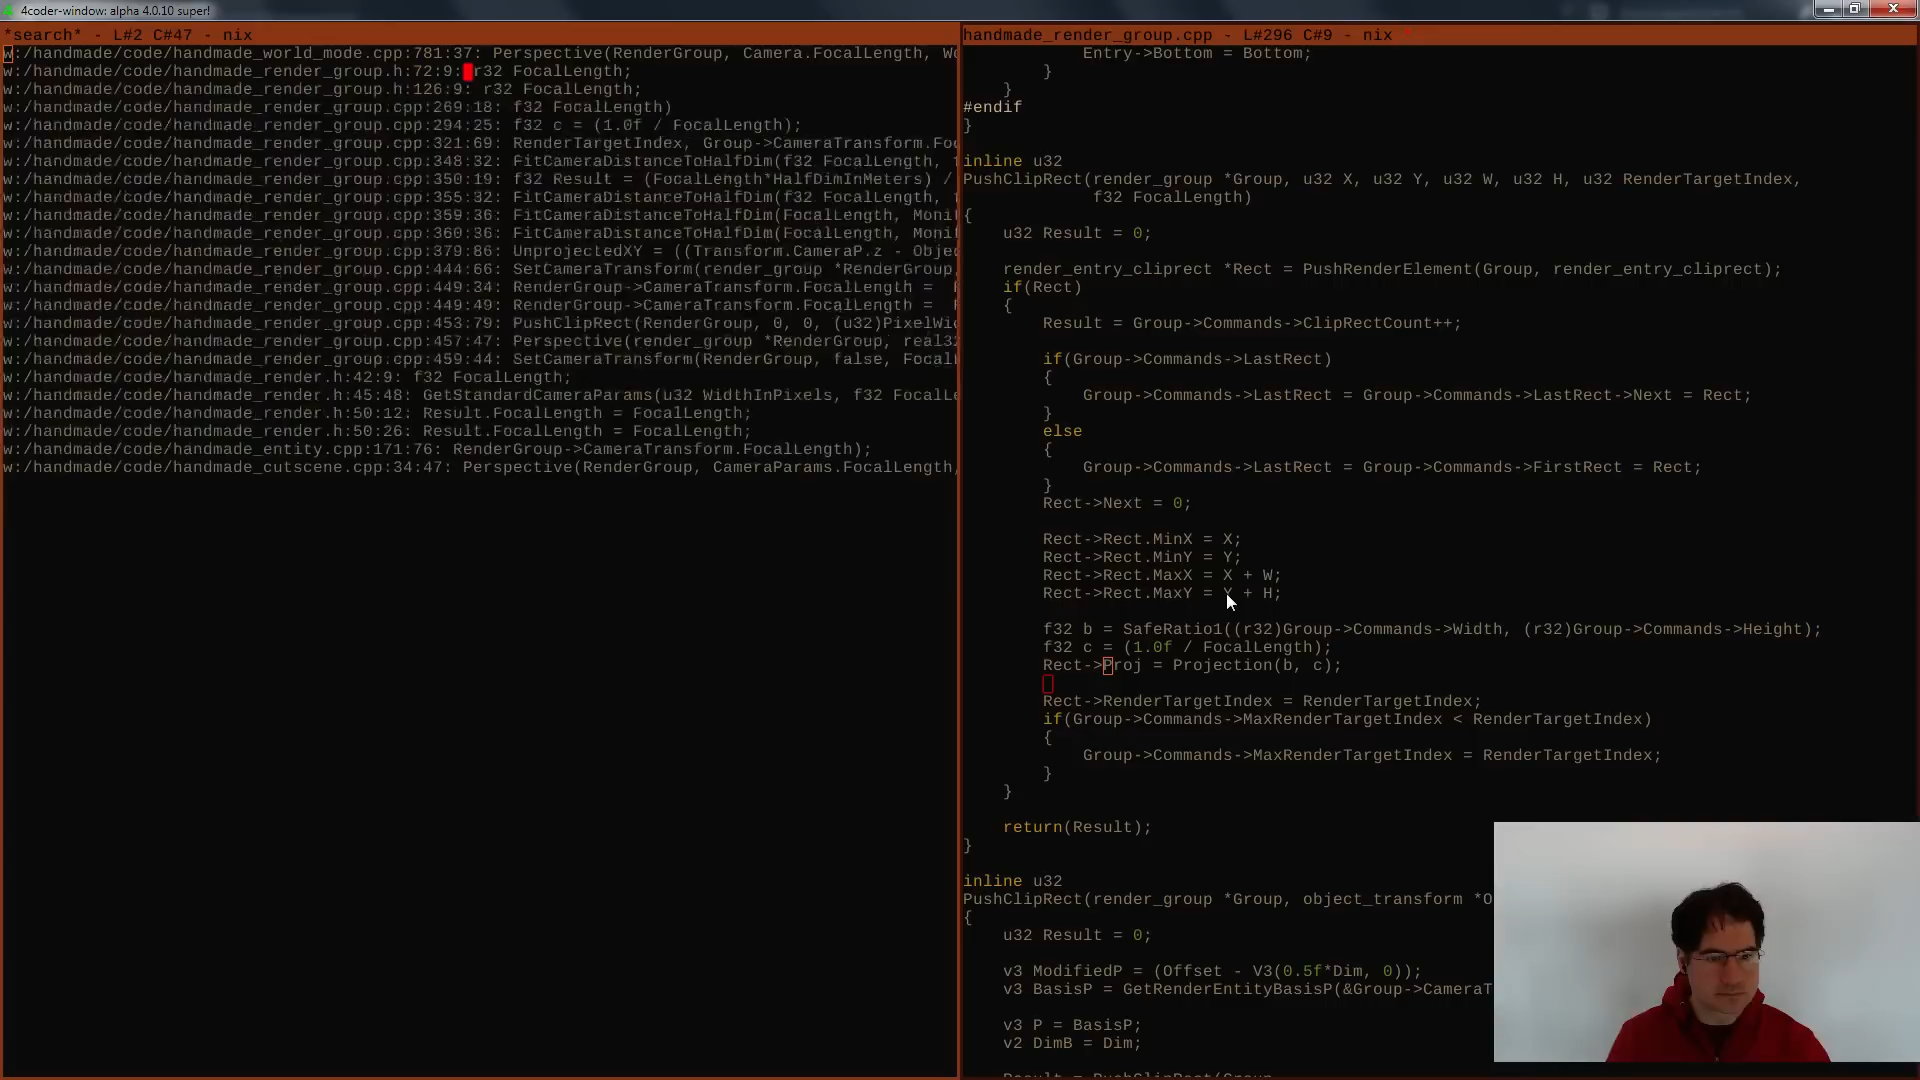 4coder-window: alpha 4.0.10 super!
*search* - L#2 C#47 - nix
w:/handmade/code/handmade_world_mode.cpp:781:37: Perspective(RenderGroup, Camera.FocalLength, Wo
w:/handmade/code/handmade_render_group.h:72:9: r32 FocalLength;
w:/handmade/code/handmade_render_group.h:126:9: r32 FocalLength;
w:/handmade/code/handmade_render_group.cpp:269:18: f32 FocalLength)
w:/handmade/code/handmade_render_group.cpp:294:25: f32 c = (1.0f / FocalLength);
w:/handmade/code/handmade_render_group.cpp:321:69: RenderTargetIndex, Group->CameraTransform.Foc
w:/handmade/code/handmade_render_group.cpp:348:32: FitCameraDistanceToHalfDim(f32 FocalLength,
w:/handmade/code/handmade_render_group.cpp:350:19: f32 Result = (FocalLength*HalfDimInMeters) /
w:/handmade/code/handmade_render_group.cpp:355:32: FitCameraDistanceToHalfDim(f32 FocalLength,
w:/handmade/code/handmade_render_group.cpp:359:36: FitCameraDistanceToHalfDim(FocalLength, Moni
w:/handmade/code/handmade_render_group.cpp:360:36: FitCameraDistanceToHalfDim(FocalLength, Moni
w:/handmade/code/handmade_render_group.cpp:379:86: UnprojectedXY = ((Transform.CameraP.z - Obje
w:/handmade/code/handmade_render_group.cpp:444:66: SetCameraTransform(render_group *RenderGroup,
w:/handmade/code/handmade_render_group.cpp:449:34: RenderGroup->CameraTransform.FocalLength =
w:/handmade/code/handmade_render_group.cpp:449:49: RenderGroup->CameraTransform.FocalLength =
w:/handmade/code/handmade_render_group.cpp:453:79: PushClipRect(RenderGroup, 0, 0, (u32)PixelWi
w:/handmade/code/handmade_render_group.cpp:457:47: Perspective(render_group *RenderGroup, real32
w:/handmade/code/handmade_render_group.cpp:459:44: SetCameraTransform(RenderGroup, false, Focal
w:/handmade/code/handmade_render.h:42:9: f32 FocalLength;
w:/handmade/code/handmade_render.h:45:48: GetStandardCameraParams(u32 WidthInPixels, f32 FocalLe
w:/handmade/code/handmade_render.h:50:12: Result.FocalLength = FocalLength;
w:/handmade/code/handmade_render.h:50:26: Result.FocalLength = FocalLength;
w:/handmade/code/handmade_entity.cpp:171:76: RenderGroup->CameraTransform.FocalLength);
w:/handmade/code/handmade_cutscene.cpp:34:47: Perspective(RenderGroup, CameraParams.FocalLength,
handmade_render_group.cpp - L#296 C#9 - nix *
Entry->Bottom = Bottom;
}
}
#endif
}
inline u32
PushClipRect(render_group *Group, u32 X, u32 Y, u32 W, u32 H, u32 RenderTargetIndex,
f32 FocalLength)
{
u32 Result = 0;
render_entry_cliprect *Rect = PushRenderElement(Group, render_entry_cliprect);
if(Rect)
{
Result = Group->Commands->ClipRectCount++;
if(Group->Commands->LastRect)
{
Group->Commands->LastRect = Group->Commands->LastRect->Next = Rect;
}
else
{
Group->Commands->LastRect = Group->Commands->FirstRect = Rect;
}
Rect->Next = 0;
Rect->Rect.MinX = X;
Rect->Rect.MinY = Y;
Rect->Rect.MaxX = X + W;
Rect->Rect.MaxY = Y + H;
f32 b = SafeRatio1((r32)Group->Commands->Width, (r32)Group->Commands->Height);
f32 c = (1.0f / FocalLength);
Rect->Proj = Projection(b, c);
Rect->RenderTargetIndex = RenderTargetIndex;
if(Group->Commands->MaxRenderTargetIndex < RenderTargetIndex)
{
Group->Commands->MaxRenderTargetIndex = RenderTargetIndex;
}
}
return(Result);
}
inline u32
PushClipRect(render_group *Group, object_transform *O
{
u32 Result = 0;
v3 ModifiedP = (Offset - V3(0.5f*Dim, 0));
v3 BasisP = GetRenderEntityBasisP(&Group->CameraT
v3 P = BasisP;
v2 DimB = Dim;
Result = PushClipRect(Group,